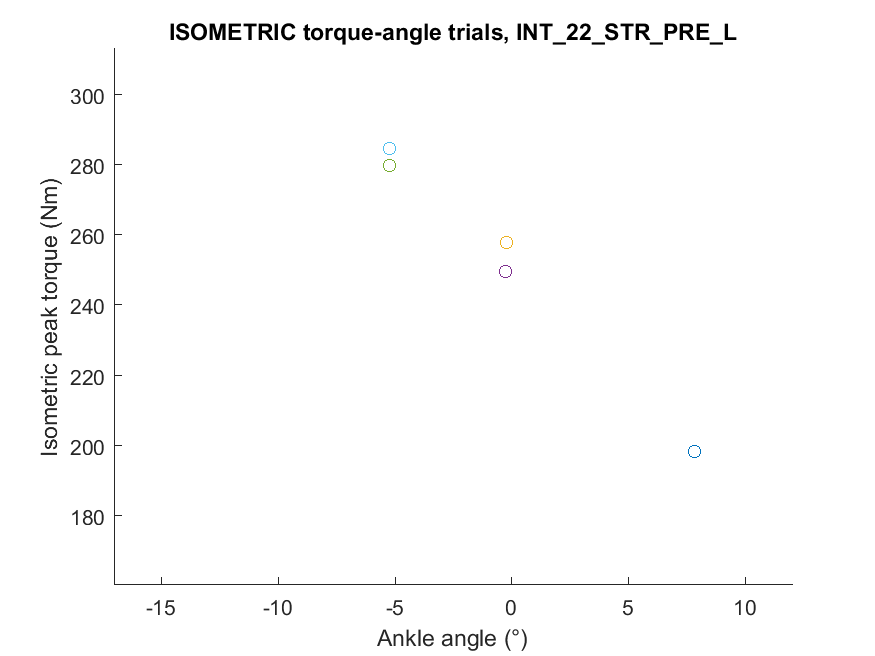 ISOMETRIC torque-angle trials, INT_22_STR_PRE_L
Isometric peak torque (Nm)
300
280
260
240
220
200
180
-15 -10 -5 0 5 10
Ankle angle (°)